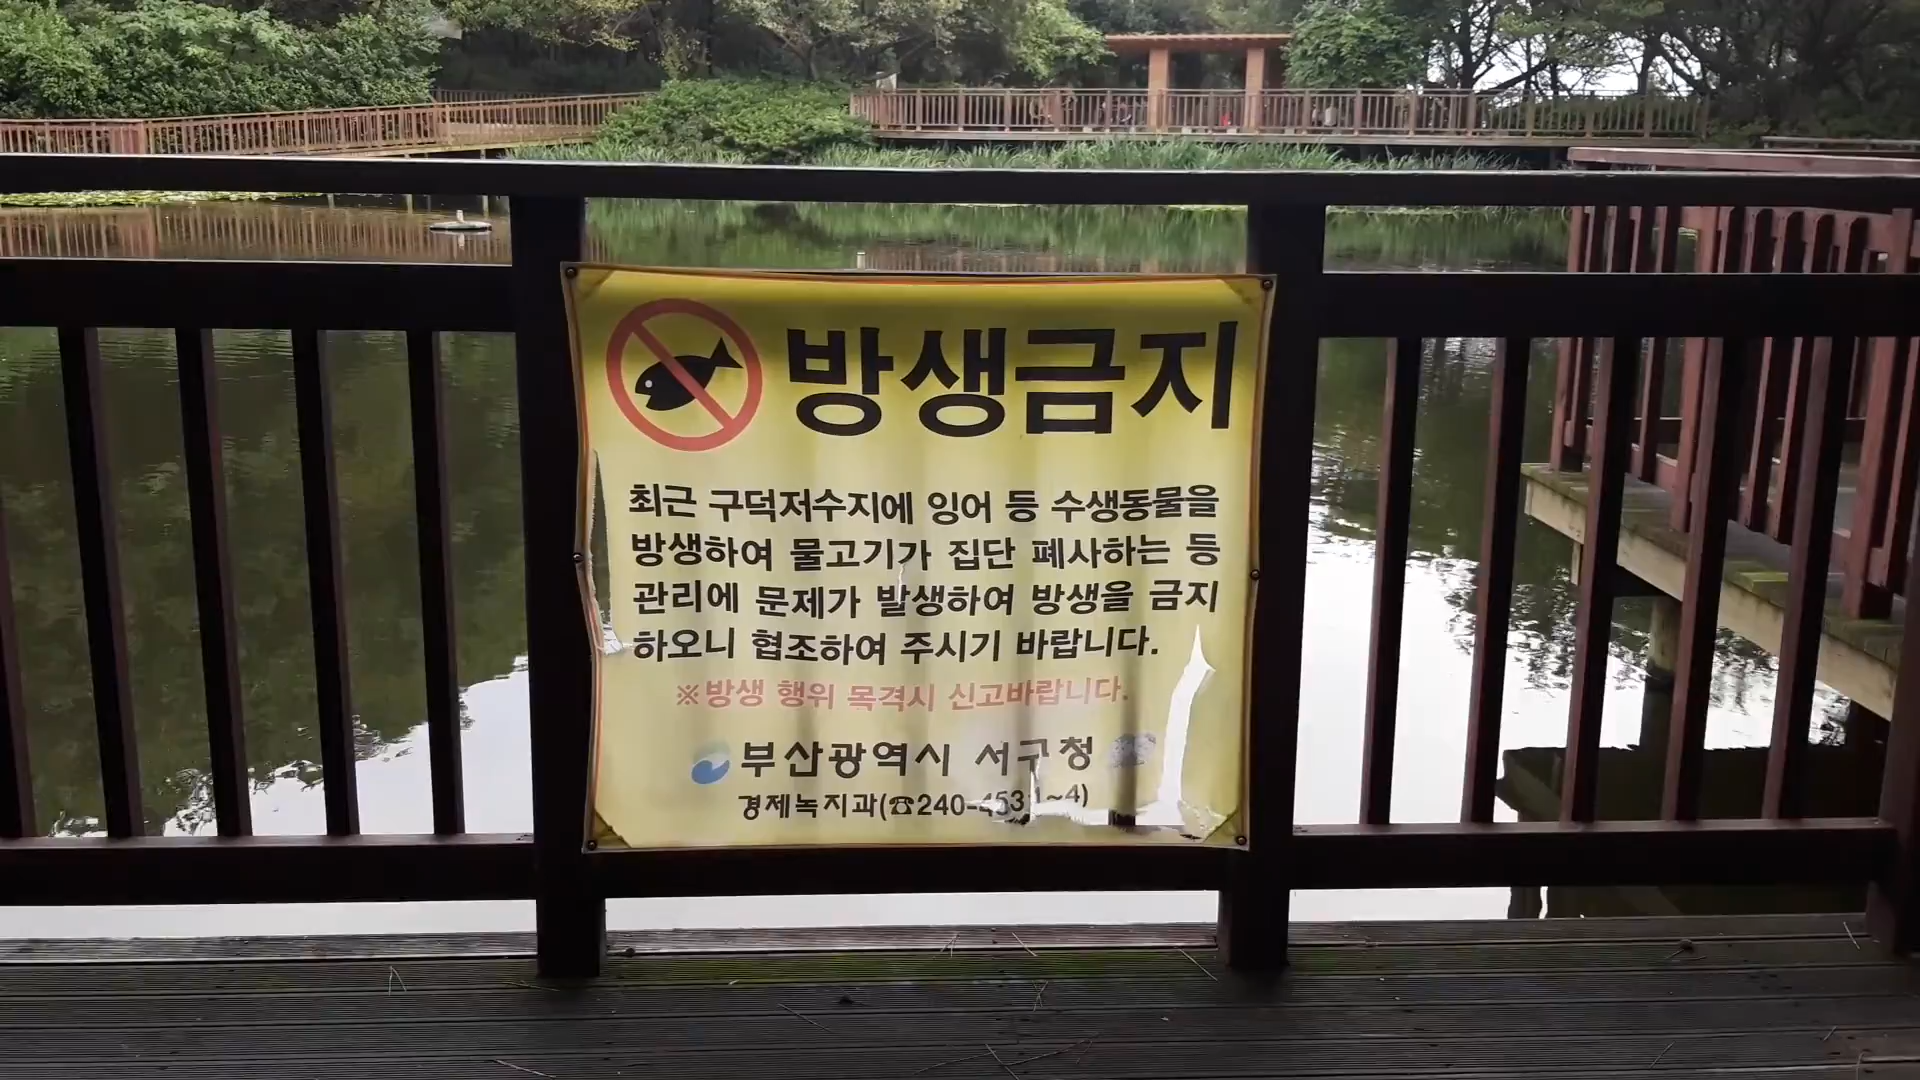 방생금지
최근 구덕저수지에 잉어 등 수생동물을
방생하여 물고기가 집단 폐사하는 등
관리에 문제가 발생하여 방생을 금지
하오니 협조하여 주시기 바랍니다.
※방생 행위 목격시 신고바랍니다.
부산광역시 서구청
경제녹지과(☎240-4531~4)